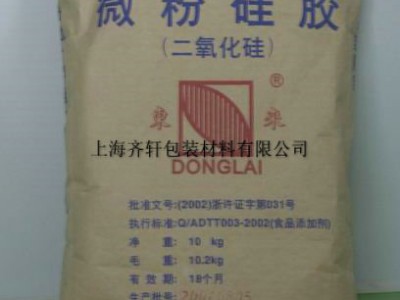 微粉硅胶
(二氧化硅)
東 来 ®
上海齐轩包装材料有限公司
DONGLAI
批准文号:(2002)浙许证字第031号
执行标准:Q/ADTT003-2002(食品添加剂)
净 重: 10 kg
毛 重: 10.2kg
有 效 期: 18个月
生产批号: